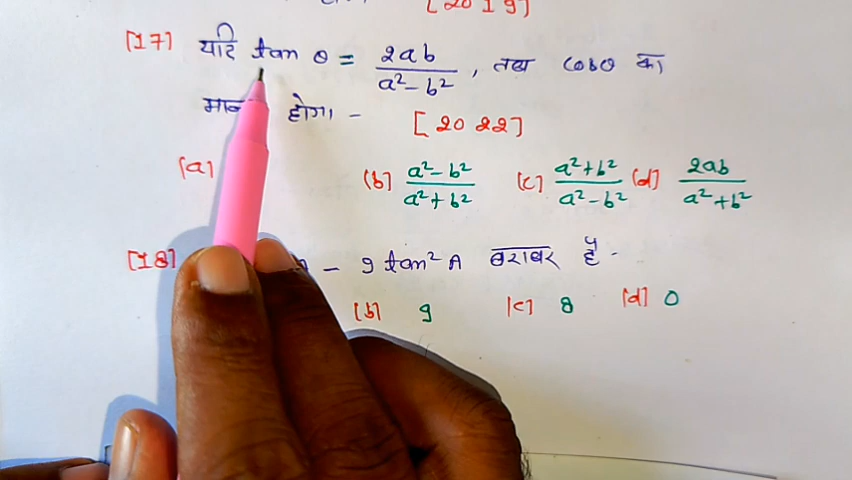 [2019]
[17] यदि tan θ = 2ab / a² - b² , तब cosθ का
मान होगा -
[2022]
[a] (b) a² - b² / a² + b² [c] a² + b² / a² - b² [d] 2ab / a² + b²
[18] - 9 tan² A बराबर है -
[b] 9 [c] 8 [d] 0